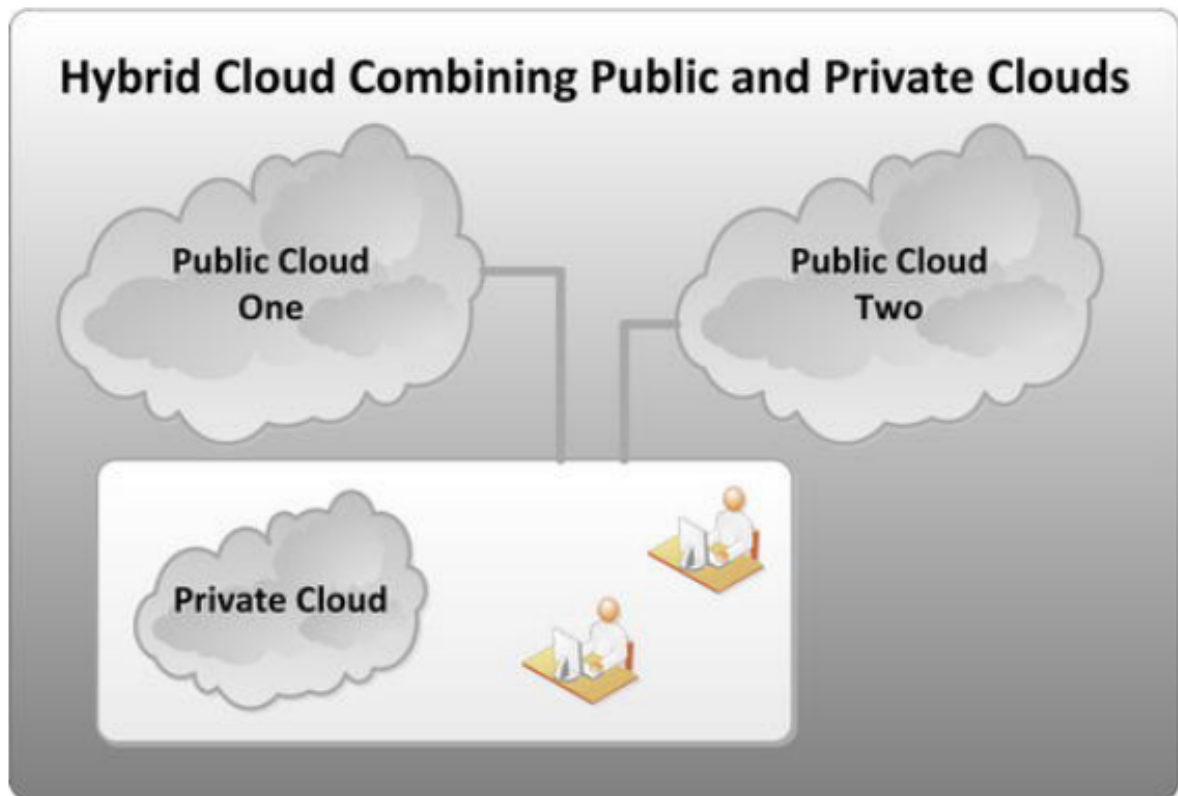 Hybrid Cloud Combining Public and Private Clouds
Public Cloud
One
Public Cloud
Two
Private Cloud